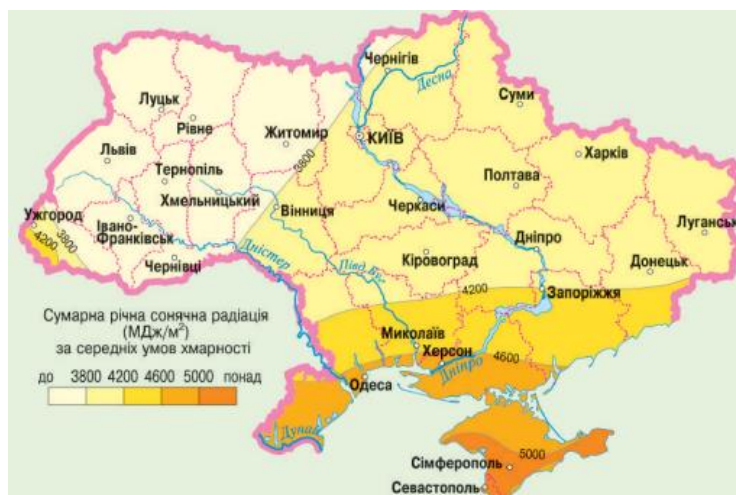 Чернігів
Десна
Суми
Луцьк
Рівне
Житомир
КИЇВ
3800
Харків
Львів
Тернопіль
Полтава
Хмельницький
Черкаси
Вінниця
Ужгород
Івано-
Франківськ
Луганськ
4200
3800
Дністер
Дніпро
Чернівці
Півд. Буг
Кіровоград
Донецьк
4200
Запоріжжя
Сумарна річна сонячна радіація
(МДж/м²)
за середніх умов хмарності
Миколаїв
Херсон
4600
до 3800 4200 4600 5000 понад
Одеса
Дніпро
Дунай
5000
Сімферополь
Севастополь